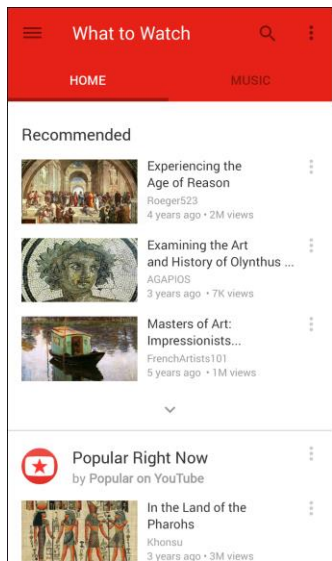 What to Watch
HOME
MUSIC
Recommended
Experiencing the
Age of Reason
Roeger523
4 years ago • 2M views
Examining the Art
and History of Olynthus ...
AGAPIOS
3 years ago • 7K views
Masters of Art:
Impressionists...
FrenchArtists101
5 years ago • 1M views
Popular Right Now
by Popular on YouTube
In the Land of the
Pharohs
Khonsu
3 years ago • 3M views